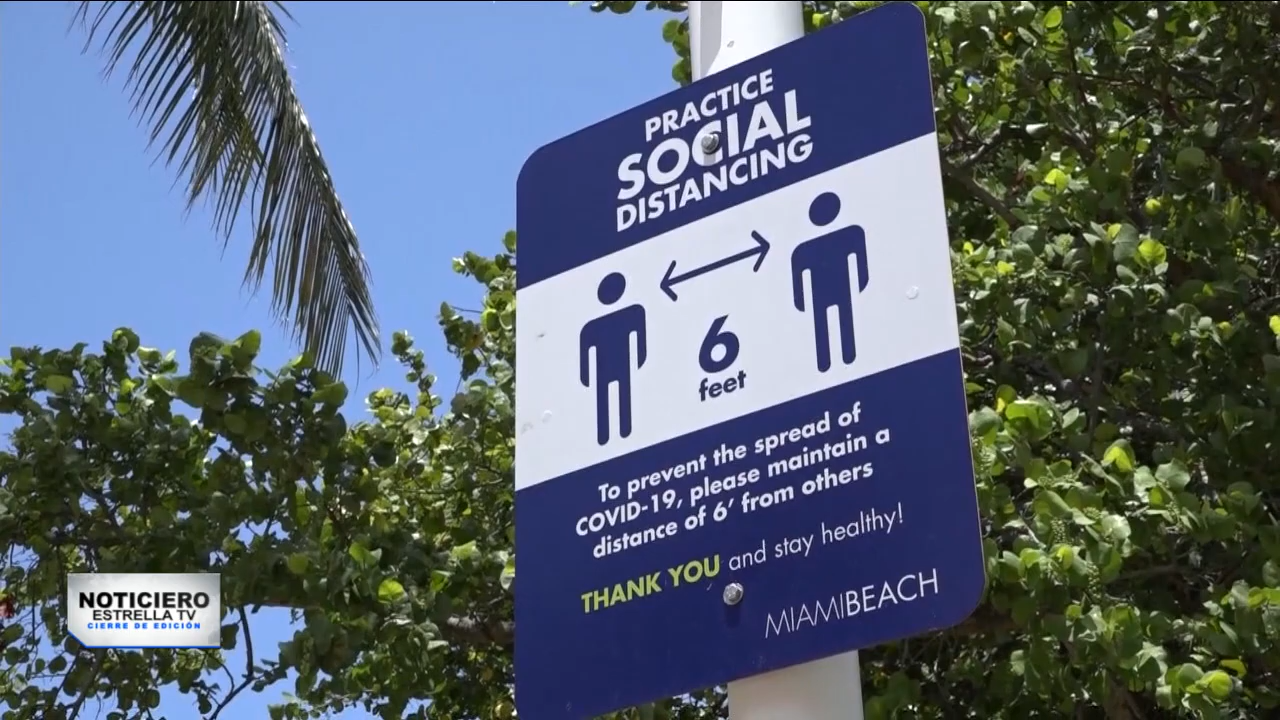 PRACTICE
SOCIAL
DISTANCING
6
feet
To prevent the spread of
COVID-19, please maintain a
distance of 6' from others
THANK YOU and stay healthy!
MIAMIBEACH
NOTICIERO
ESTRELLA TV
CIERRE DE EDICIÓN